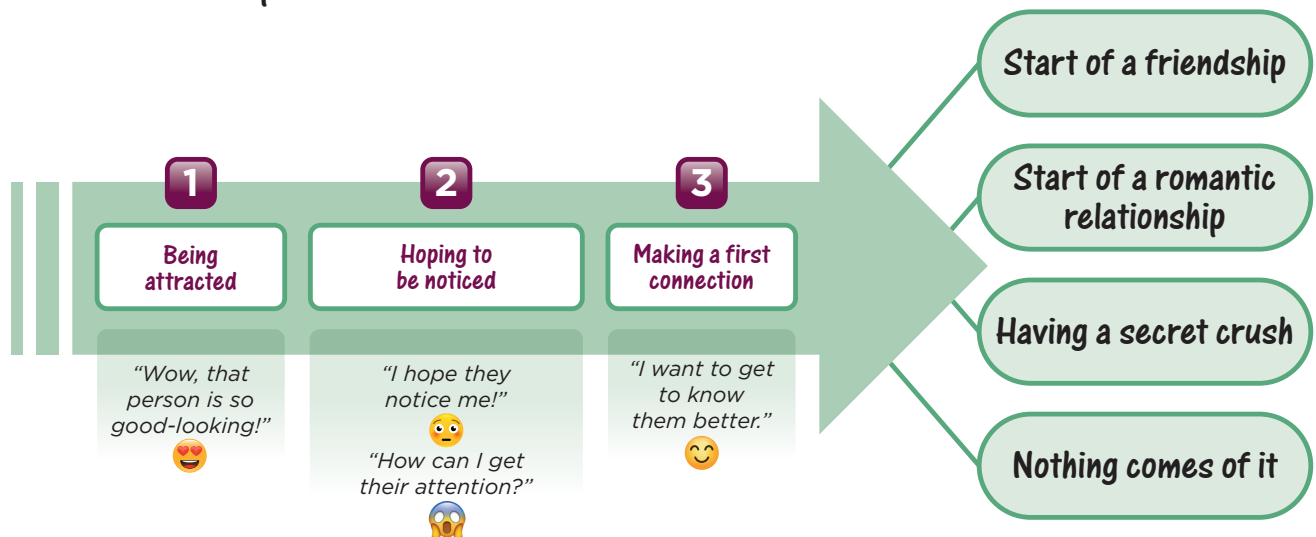 1
Being
attracted
"Wow, that
person is so
good-looking!"
2
Hoping to
be noticed
"I hope they
notice me!"
"How can I get
their attention?"
3
Making a first
connection
"I want to get
to know
them better."
Start of a friendship
Start of a romantic
relationship
Having a secret crush
Nothing comes of it